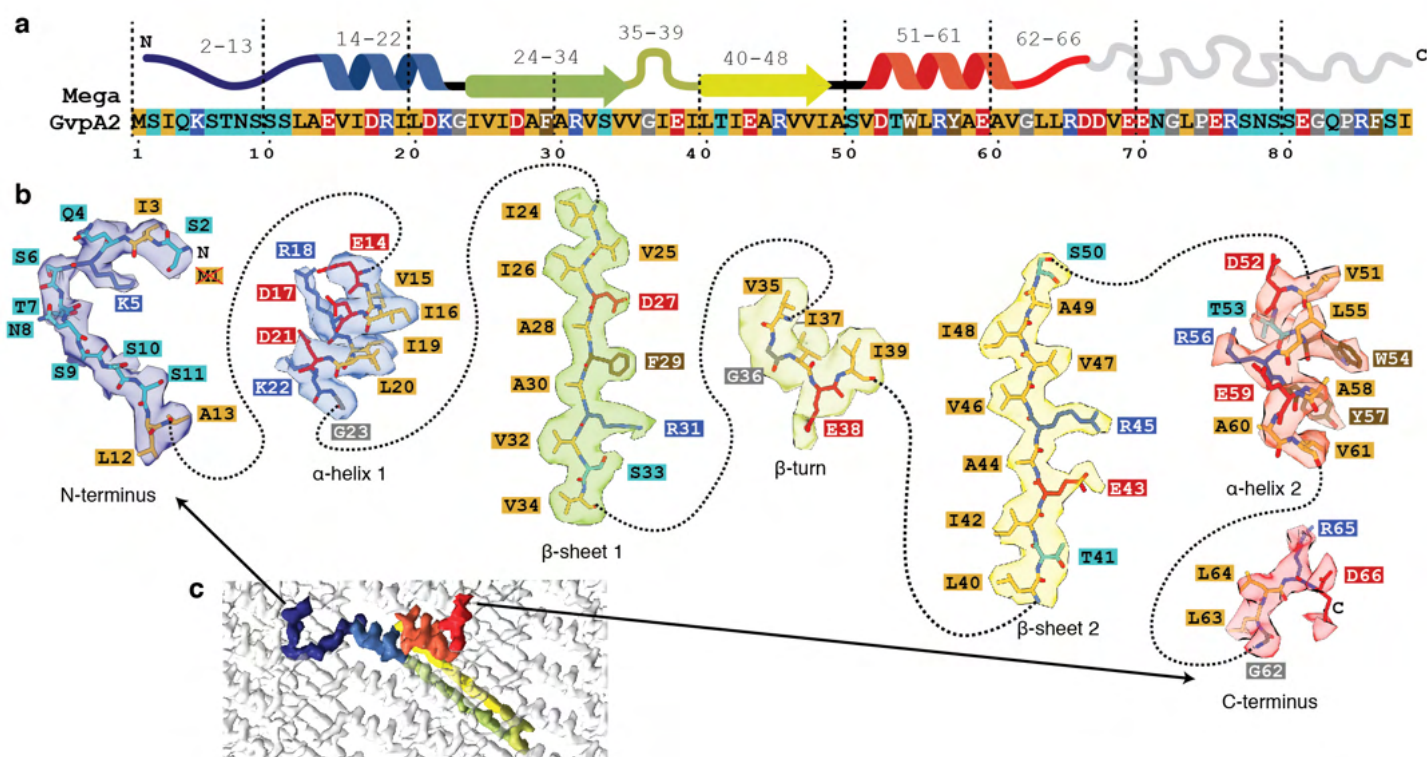 a
N
2–13
14–22
24–34
35–39
40–48
51–61
62–66
C
Mega
GvpA2
MSIQKSTNSSSLAEVIDRILDKGIVIDAFARVSVVGIEILTIEARVVIASVDTWLRYAEAVGLLRDDVEENGLPERSNSSEGQPRFSI
1 10 20 30 40 50 60 70 80
b
Q4
I3
S2
N
M1
S6
K5
T7
N8
S10
S9
S11
A13
L12
N-terminus
R18
E14
V15
D17
I16
D21
I19
K22
L20
G23
α-helix 1
I24
V25
I26
D27
A28
F29
A30
R31
V32
S33
V34
β-sheet 1
V35
I37
I39
G36
E38
β-turn
S50
A49
I48
V47
V46
R45
A44
E43
I42
T41
L40
β-sheet 2
D52
V51
T53
L55
R56
W54
E59
A58
Y57
A60
V61
α-helix 2
R65
L64
D66
C
L63
G62
C-terminus
c